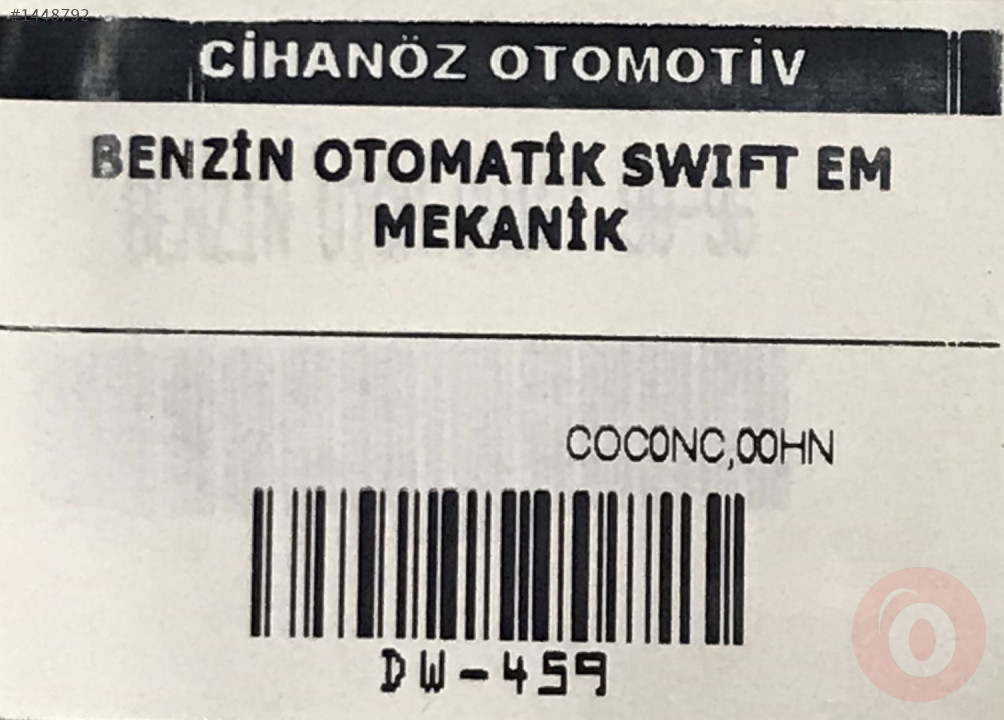 #1448792
CİHANÖZ OTOMOTİV
BENZİN OTOMATİK SWIFT EM
MEKANİK
COC0NC,00HN
DW-459